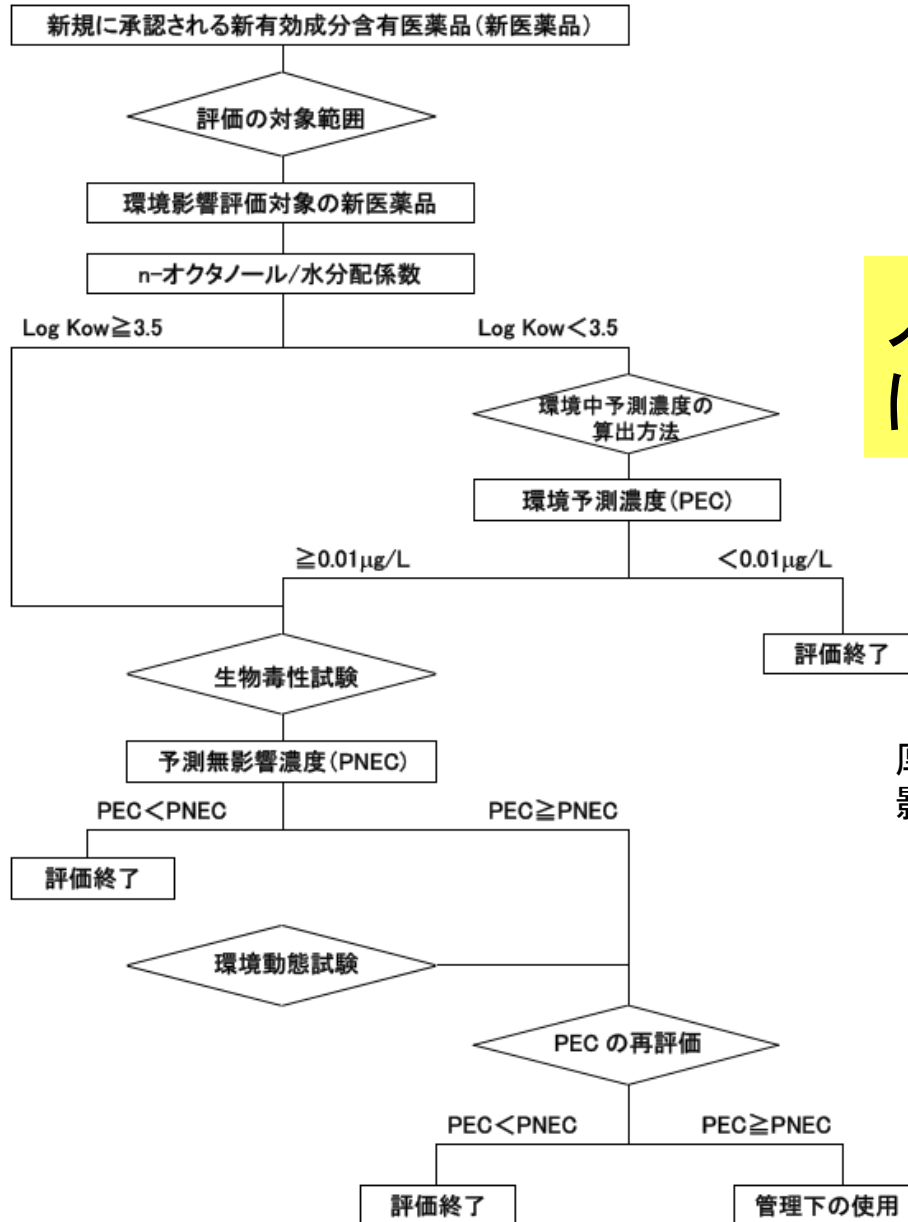 新規に承認される新有効成分含有医薬品(新医薬品)
評価の対象範囲
環境影響評価対象の新医薬品
n-オクタノール/水分配係数
Log Kow≧3.5
Log Kow<3.5
環境中予測濃度の
算出方法
環境予測濃度(PEC)
≧0.01μg/L
<0.01μg/L
評価終了
生物毒性試験
予測無影響濃度(PNEC)
PEC<PNEC
PEC≧PNEC
評価終了
環境動態試験
PEC の再評価
PEC<PNEC
PEC≧PNEC
評価終了
管理下の使用
影